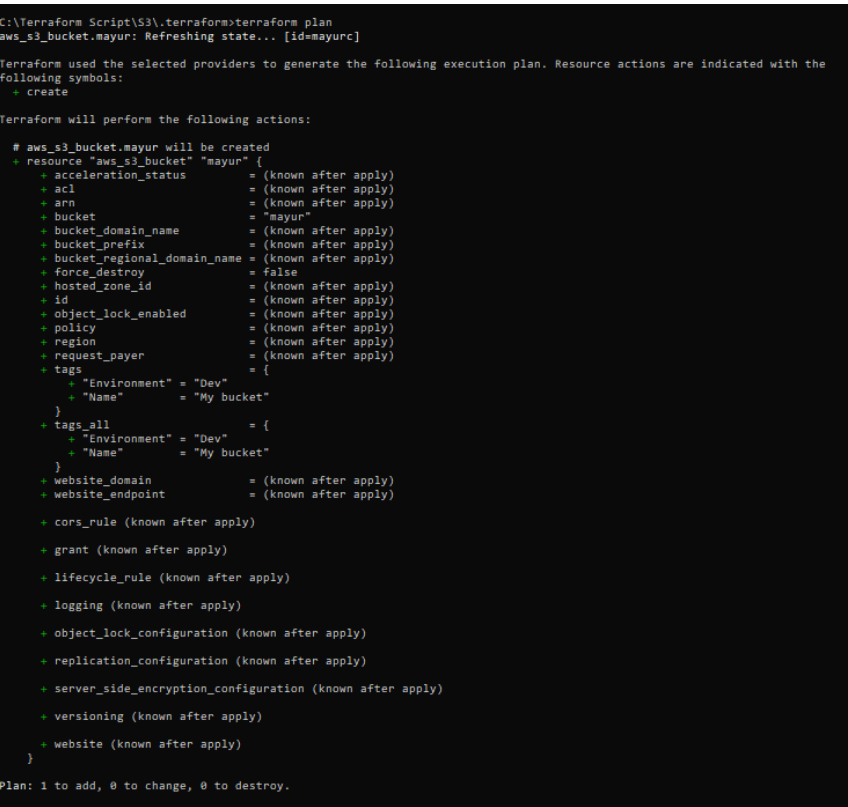 C:\Terraform Script\S3\.terraform>terraform plan
aws_s3_bucket.mayur: Refreshing state... [id=mayurc]
Terraform used the selected providers to generate the following execution plan. Resource actions are indicated with the
following symbols:
  + create
Terraform will perform the following actions:
  # aws_s3_bucket.mayur will be created
  + resource "aws_s3_bucket" "mayur" {
      + acceleration_status         = (known after apply)
      + acl                         = (known after apply)
      + arn                         = (known after apply)
      + bucket                      = "mayur"
      + bucket_domain_name          = (known after apply)
      + bucket_prefix               = (known after apply)
      + bucket_regional_domain_name = (known after apply)
      + force_destroy               = false
      + hosted_zone_id              = (known after apply)
      + id                          = (known after apply)
      + object_lock_enabled         = (known after apply)
      + policy                      = (known after apply)
      + region                      = (known after apply)
      + request_payer               = (known after apply)
      + tags                        = {
          + "Environment" = "Dev"
          + "Name"        = "My bucket"
        }
      + tags_all                    = {
          + "Environment" = "Dev"
          + "Name"        = "My bucket"
        }
      + website_domain              = (known after apply)
      + website_endpoint            = (known after apply)
      + cors_rule (known after apply)
      + grant (known after apply)
      + lifecycle_rule (known after apply)
      + logging (known after apply)
      + object_lock_configuration (known after apply)
      + replication_configuration (known after apply)
      + server_side_encryption_configuration (known after apply)
      + versioning (known after apply)
      + website (known after apply)
    }
Plan: 1 to add, 0 to change, 0 to destroy.